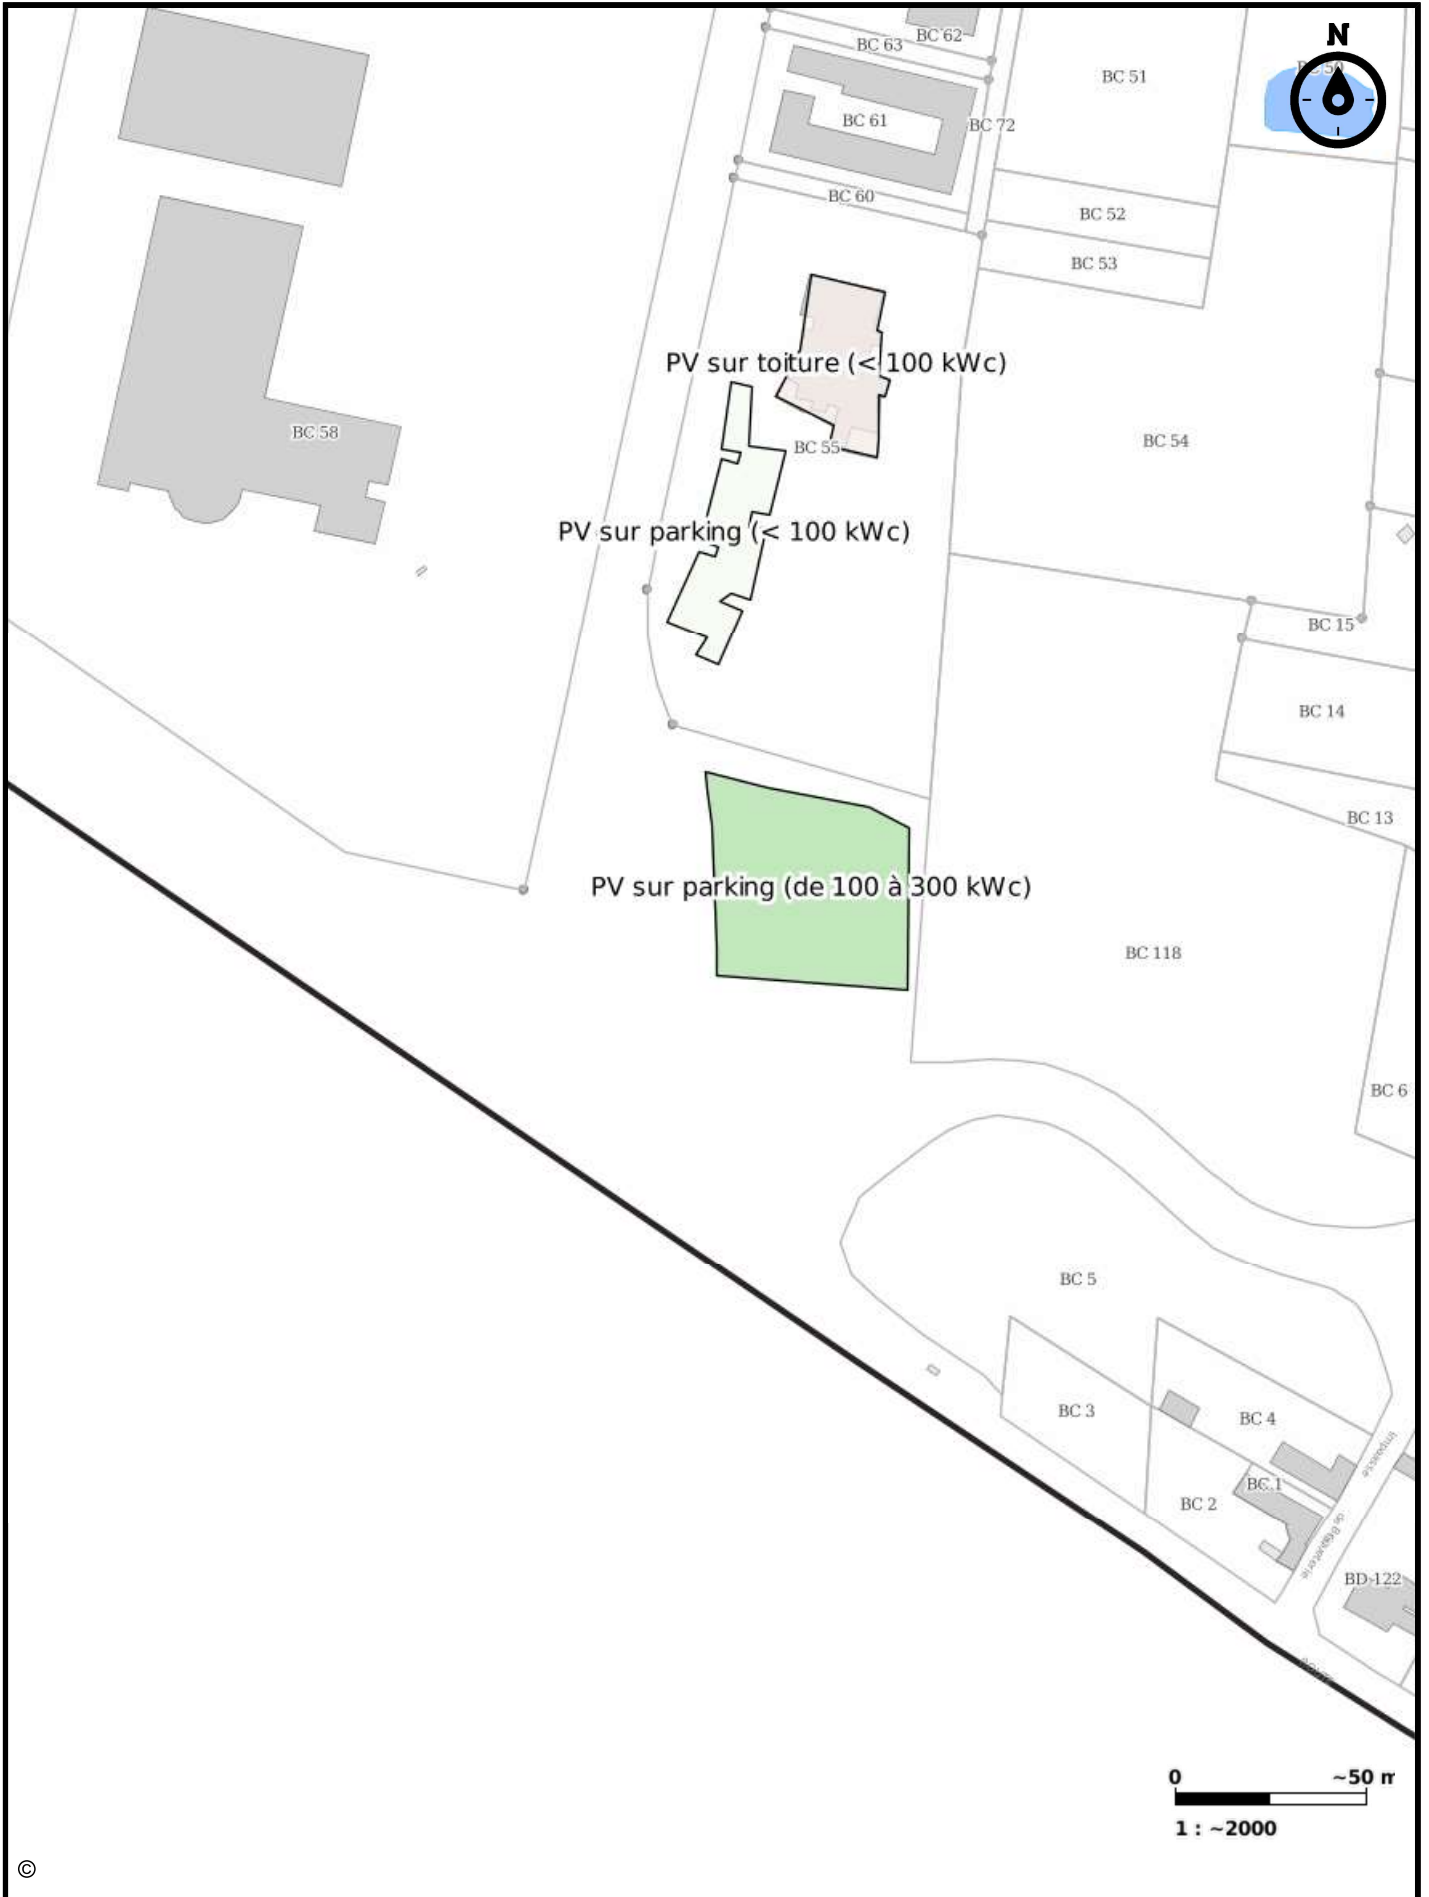 N
BC 62
BC 63
BC 51
BC 50
BC 61
BC 72
BC 60
BC 52
BC 53
PV sur toiture (< 100 kWc)
BC 58
BC 55
BC 54
PV sur parking (< 100 kWc)
BC 15
BC 14
BC 13
PV sur parking (de 100 à 300 kWc)
BC 118
BC 6
BC 5
BC 3
BC 4
Impasse
BC 1
BC 2
BD 122
0 ~50 m
1 : ~2000
©